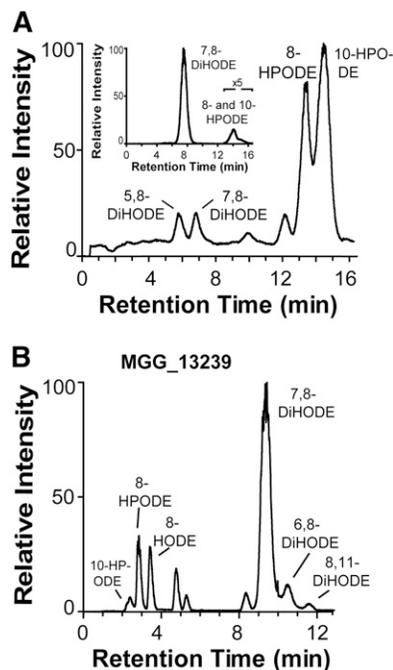 A
Relative Intensity
100
50
0
0 4 8 12 16
Retention Time (min)
5,8-
DiHODE
7,8-
DiHODE
8-
HPODE
10-HPO-
DE
Relative Intensity
100
50
0
0 4 8 12 16
Retention Time (min)
7,8-
DiHODE
x5
8- and 10-
HPODE
B
MGG_13239
Relative Intensity
100
50
0
0 4 8 12
Retention Time (min)
10-HP-
ODE
8-
HPODE
8-
HODE
7,8-
DiHODE
6,8-
DiHODE
8,11-
DiHODE